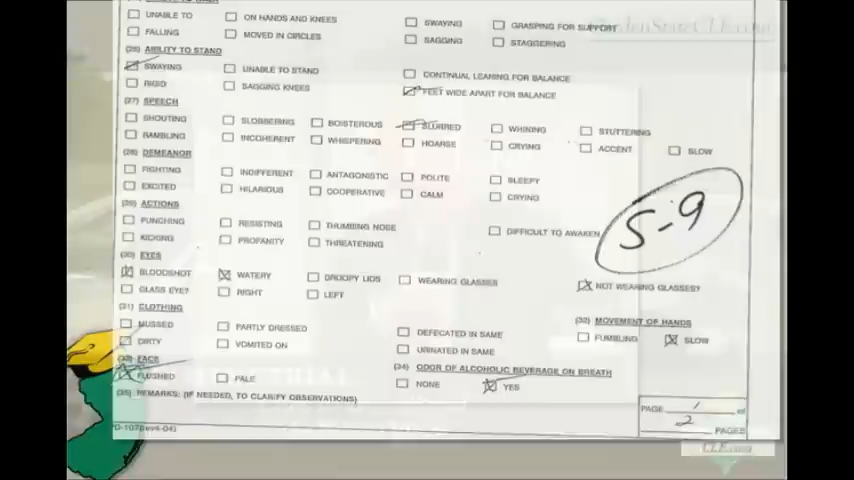 UNABLE TO ON HANDS AND KNEES SWAYING GRASPING FOR SUPPORT
FALLING MOVED IN CIRCLES SAGGING STAGGERING
(26) ABILITY TO STAND
SWAYING UNABLE TO STAND CONTINUAL LEANING FOR BALANCE
RIGID SAGGING KNEES FEET WIDE APART FOR BALANCE
(27) SPEECH
SHOUTING SLOBBERING BOISTEROUS SLURRED WHINING STUTTERING
RAMBLING INCOHERENT WHISPERING HOARSE CRYING ACCENT SLOW
(28) DEMEANOR
FIGHTING INDIFFERENT ANTAGONISTIC POLITE SLEEPY
EXCITED HILARIOUS COOPERATIVE CALM CRYING
(29) ACTIONS
PUNCHING RESISTING THUMBING NOSE DIFFICULT TO AWAKEN
KICKING PROFANITY THREATENING
S-9
(30) EYES
BLOODSHOT WATERY DROOPY LIDS WEARING GLASSES NOT WEARING GLASSES?
GLASS EYE? RIGHT LEFT
(31) CLOTHING (32) MOVEMENT OF HANDS
MUSSED PARTLY DRESSED DEFECATED IN SAME FUMBLING SLOW
DIRTY VOMITED ON URINATED IN SAME
(33) FACE (34) ODOR OF ALCOHOLIC BEVERAGE ON BREATH
FLUSHED PALE NONE YES
(35) REMARKS: (IF NEEDED, TO CLARIFY OBSERVATIONS)
PAGE 1 of
2 PAGES
CLE.com